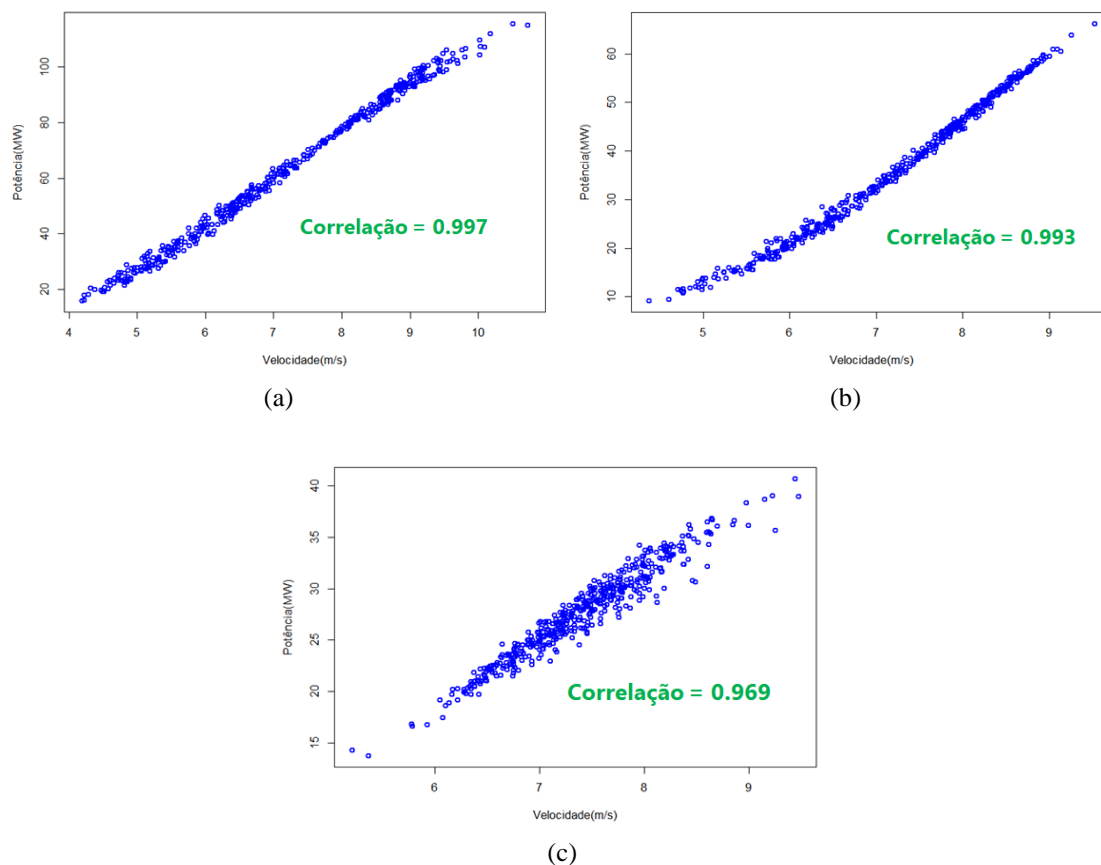 Potência(MW)
20 40 60 80 100
Correlação = 0.997
4 5 6 7 8 9 10
Velocidade(m/s)
(a)
Potência(MW)
10 20 30 40 50 60
Correlação = 0.993
5 6 7 8 9
Velocidade(m/s)
(b)
Potência(MW)
15 20 25 30 35 40
Correlação = 0.969
6 7 8 9
Velocidade(m/s)
(c)